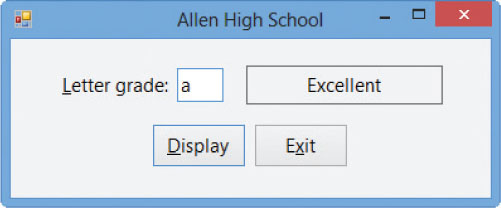 Allen High School
Letter grade: a Excellent
Display Exit